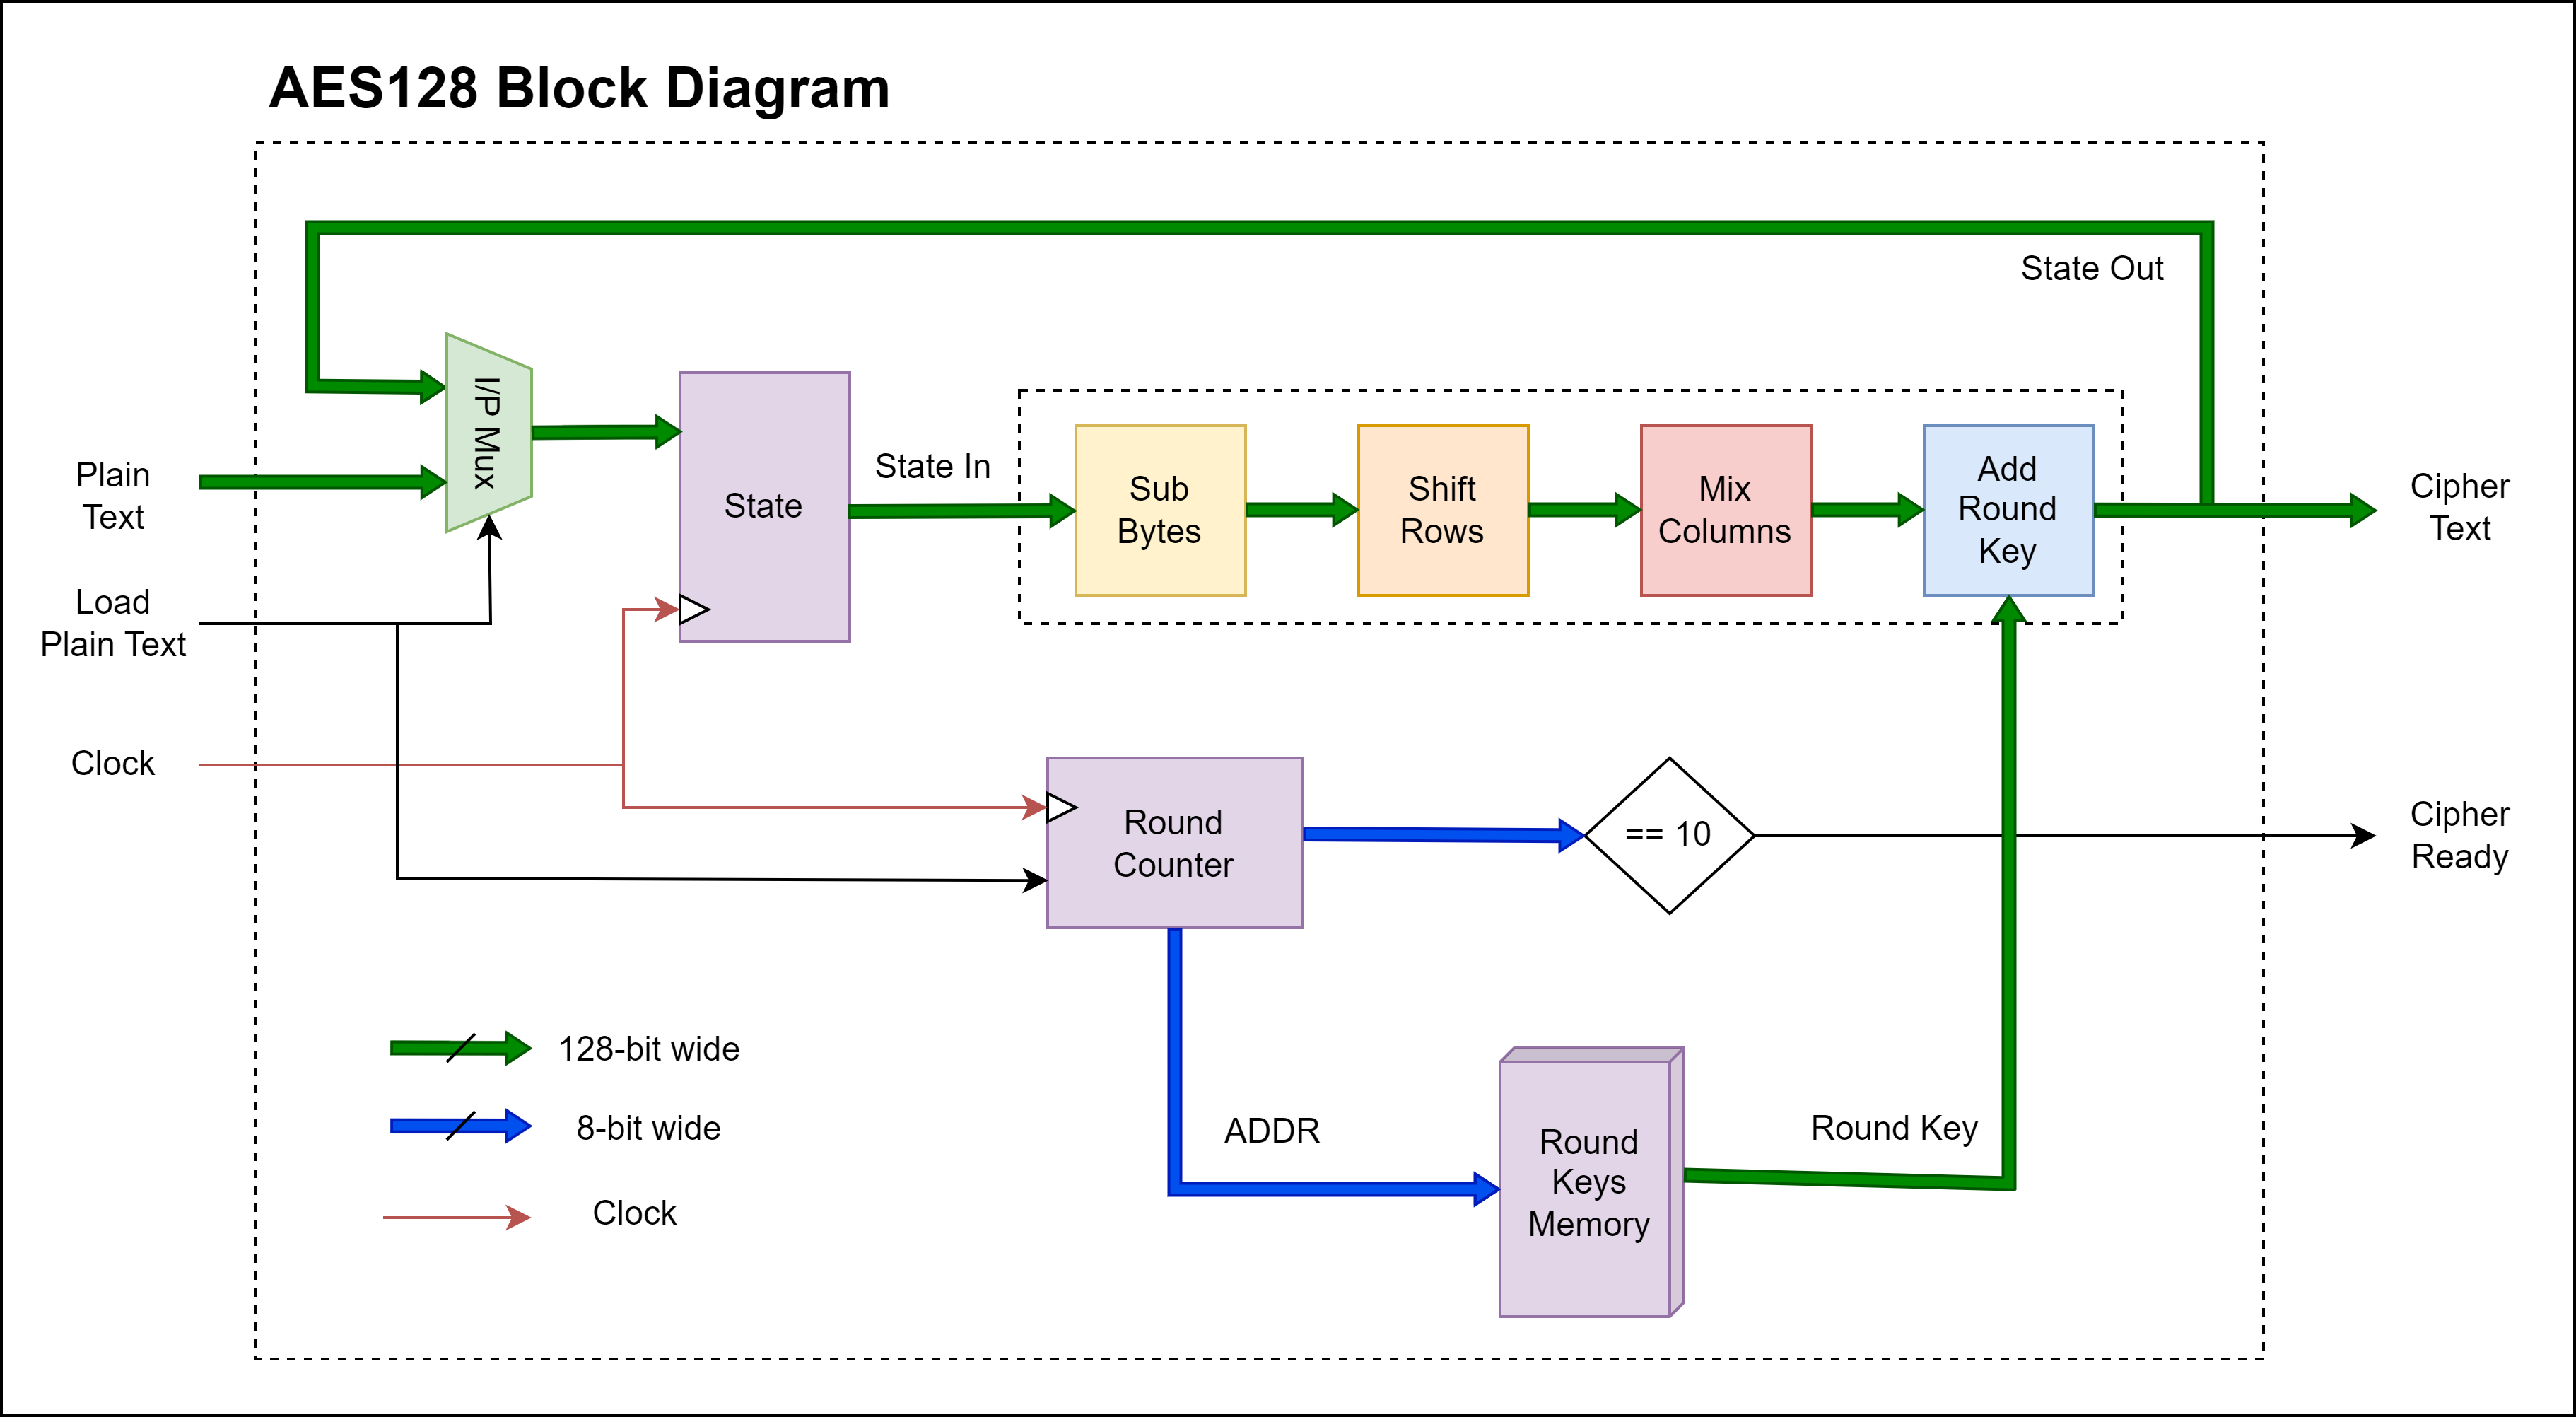 AES128 Block Diagram
State Out
I/P Mux
Plain
Text
State
State In
Sub
Bytes
Shift
Rows
Mix
Columns
Add
Round
Key
Cipher
Text
Load
Plain Text
Clock
Round
Counter
== 10
Cipher
Ready
128-bit wide
8-bit wide
Clock
ADDR
Round
Keys
Memory
Round Key